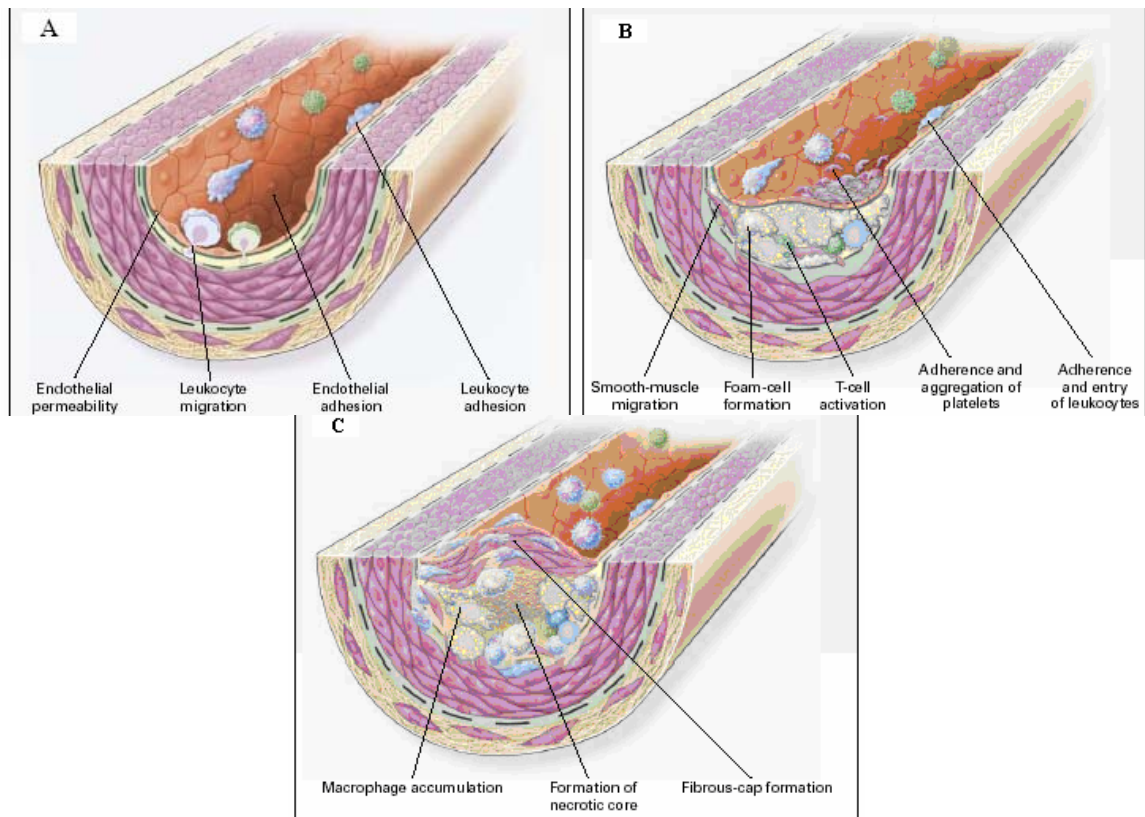 A
Endothelial
permeability
Leukocyte
migration
Endothelial
adhesion
Leukocyte
adhesion
B
Smooth-muscle
migration
Foam-cell
formation
T-cell
activation
Adherence and
aggregation of
platelets
Adherence
and entry
of leukocytes
C
Macrophage accumulation
Formation of
necrotic core
Fibrous-cap formation